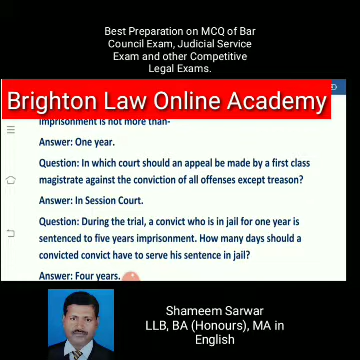 Best Preparation on MCQ of Bar
Council Exam, Judicial Service
Exam and other Competitive
Legal Exams.
Brighton Law Online Academy
imprisonment is not more than-
Answer: One year.
Question: In which court should an appeal be made by a first class
magistrate against the conviction of all offenses except treason?
Answer: In Session Court.
Question: During the trial, a convict who is in jail for one year is
sentenced to five years imprisonment. How many days should a
convicted convict have to serve his sentence in jail?
Answer: Four years.
Shameem Sarwar
LLB, BA (Honours), MA in
English